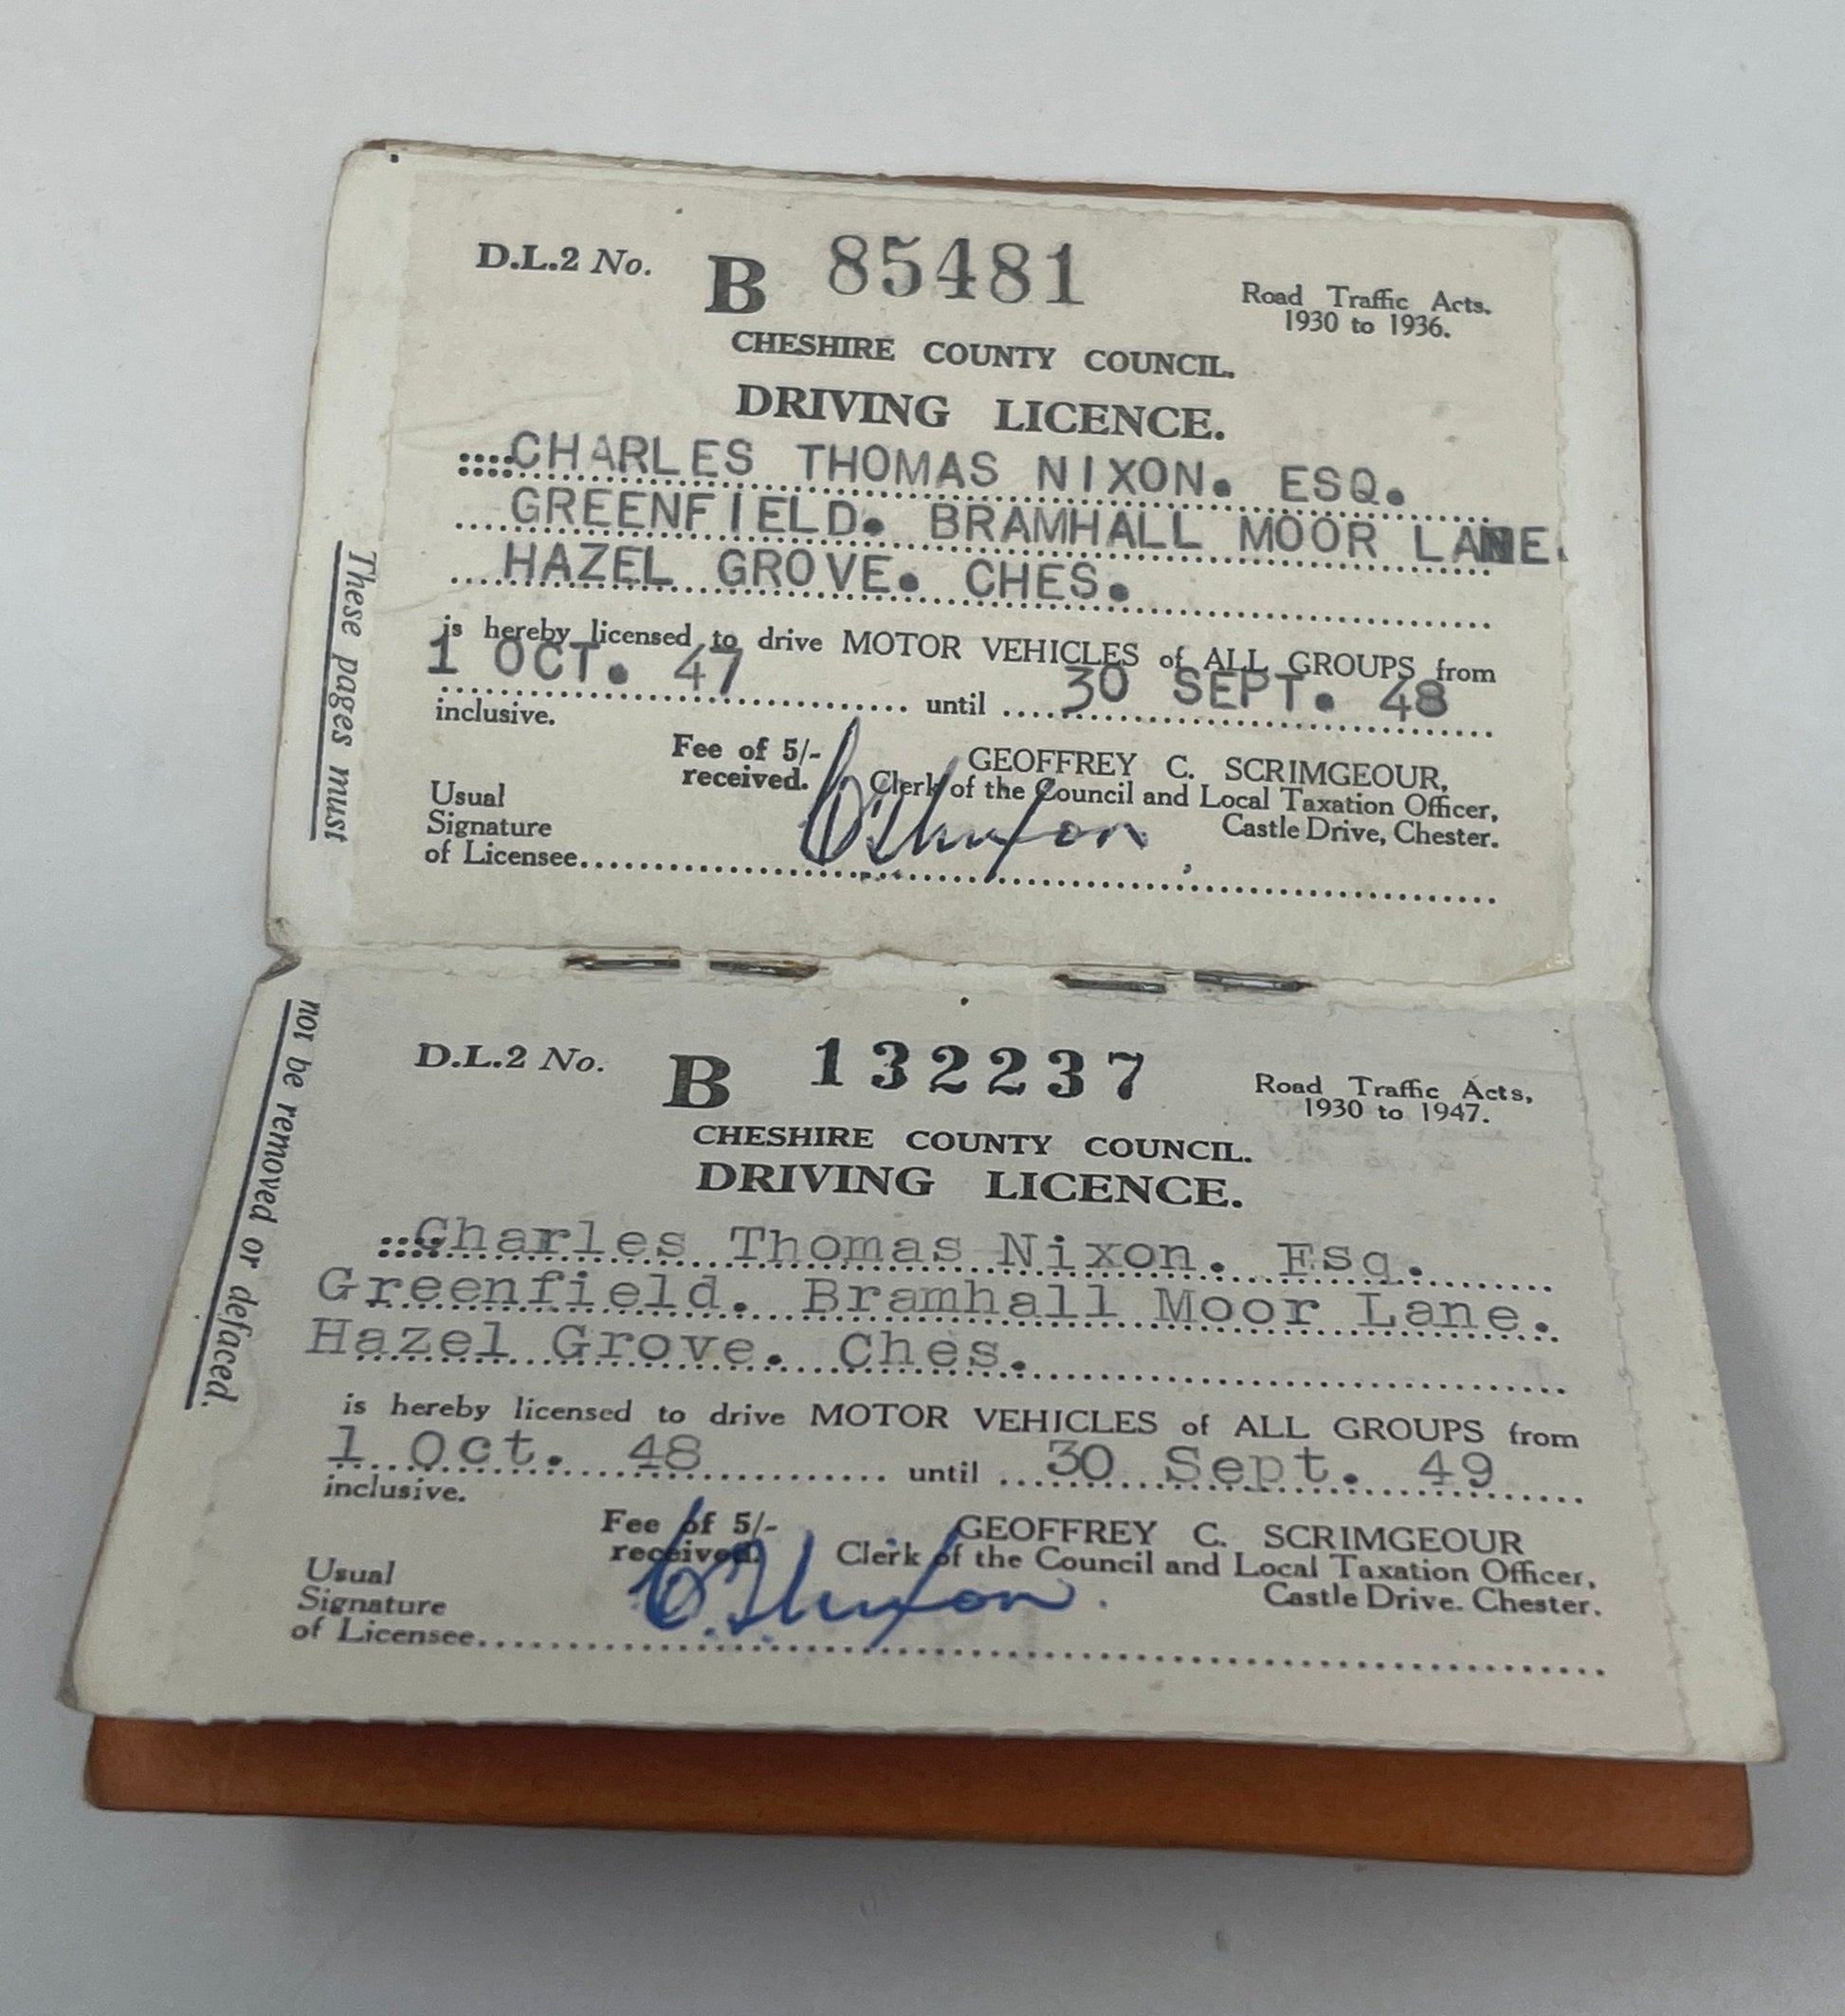 D.L.2 No. B 85481
Road Traffic Acts,
1930 to 1936.
CHESHIRE COUNTY COUNCIL.
DRIVING LICENCE.
CHARLES THOMAS NIXON. ESQ.
GREENFIELD. BRAMHALL MOOR LANE.
HAZEL GROVE. CHES.
is hereby licensed to drive MOTOR VEHICLES of ALL GROUPS from
1 OCT. 47 until 30 SEPT. 48
inclusive.
Fee of 5/-
received.
GEOFFREY C. SCRIMGEOUR,
Clerk of the Council and Local Taxation Officer,
Castle Drive, Chester.
Usual
Signature
of Licensee
C T Nixon
These pages must
D.L.2 No. B 132237
Road Traffic Acts,
1930 to 1947.
CHESHIRE COUNTY COUNCIL.
DRIVING LICENCE.
Charles Thomas Nixon. Esq.
Greenfield. Bramhall Moor Lane.
Hazel Grove. Ches.
is hereby licensed to drive MOTOR VEHICLES of ALL GROUPS from
1 Oct. 48 until 30 Sept. 49
inclusive.
Fee of 5/-
received.
GEOFFREY C. SCRIMGEOUR
Clerk of the Council and Local Taxation Officer,
Castle Drive. Chester.
Usual
Signature
of Licensee
C. T Nixon.
not be removed or defaced.